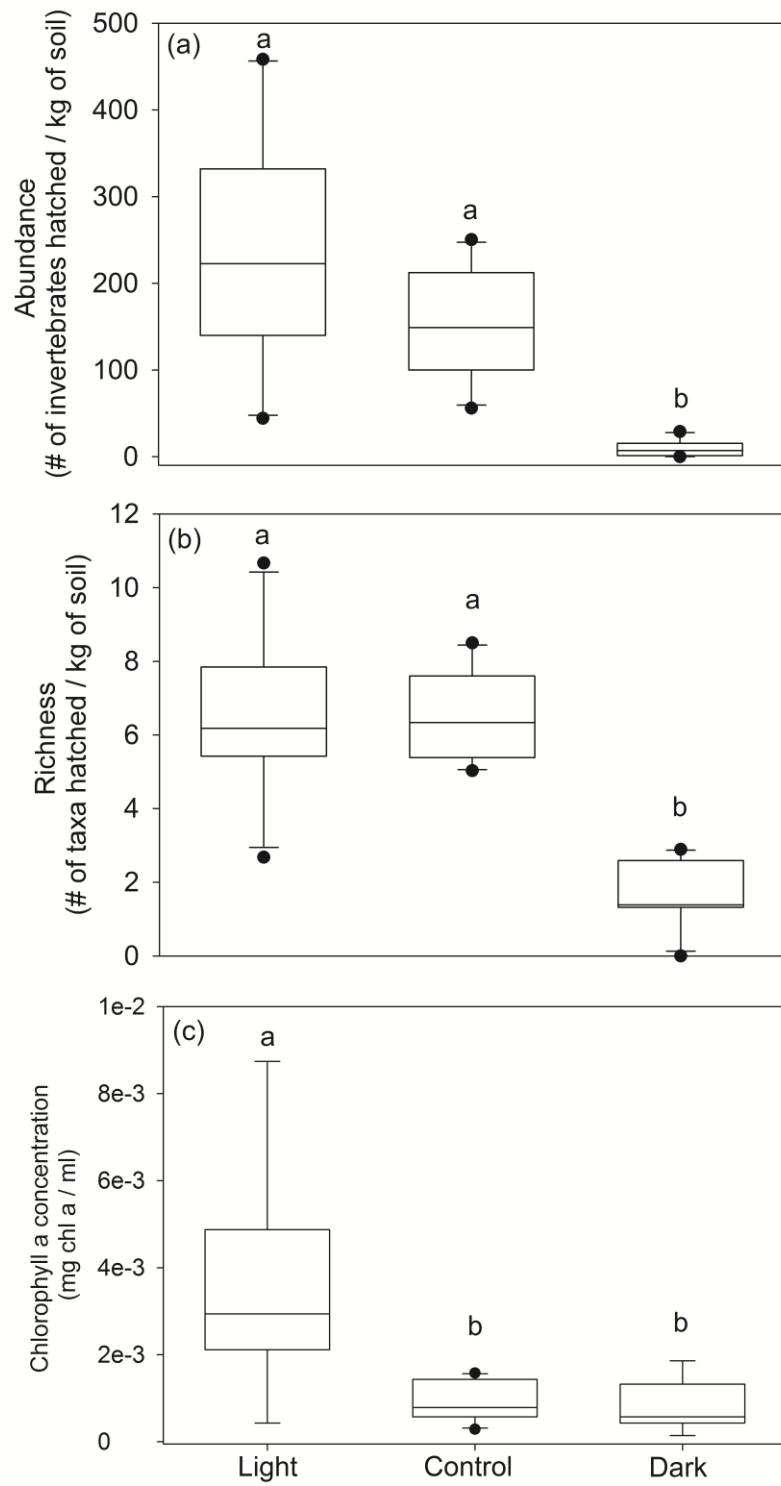 (a)
a
a
b
500
400
300
200
100
0
Abundance
(# of invertebrates hatched / kg of soil)
(b)
a
a
b
12
10
8
6
4
2
0
Richness
(# of taxa hatched / kg of soil)
(c)
a
b
b
1e-2
8e-3
6e-3
4e-3
2e-3
0
Chlorophyll a concentration
(mg chl a / ml)
Light Control Dark